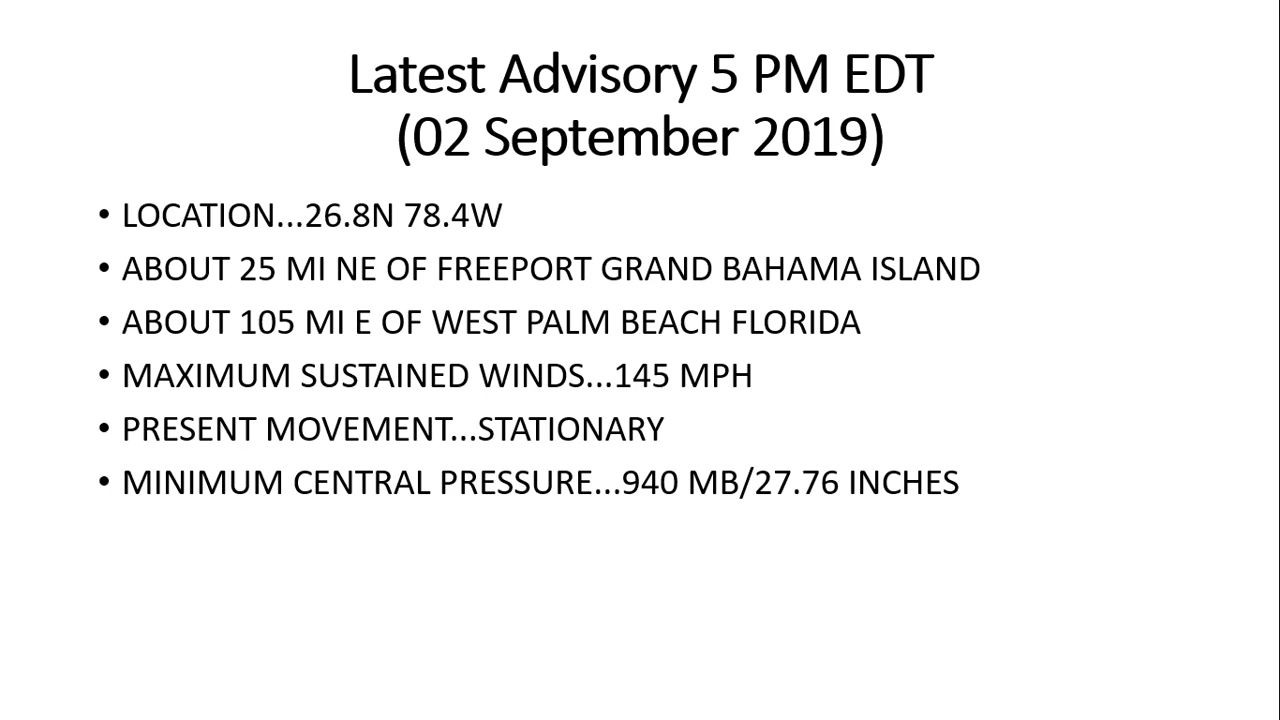 Latest Advisory 5 PM EDT
(02 September 2019)
• LOCATION...26.8N 78.4W
• ABOUT 25 MI NE OF FREEPORT GRAND BAHAMA ISLAND
• ABOUT 105 MI E OF WEST PALM BEACH FLORIDA
• MAXIMUM SUSTAINED WINDS...145 MPH
• PRESENT MOVEMENT...STATIONARY
• MINIMUM CENTRAL PRESSURE...940 MB/27.76 INCHES